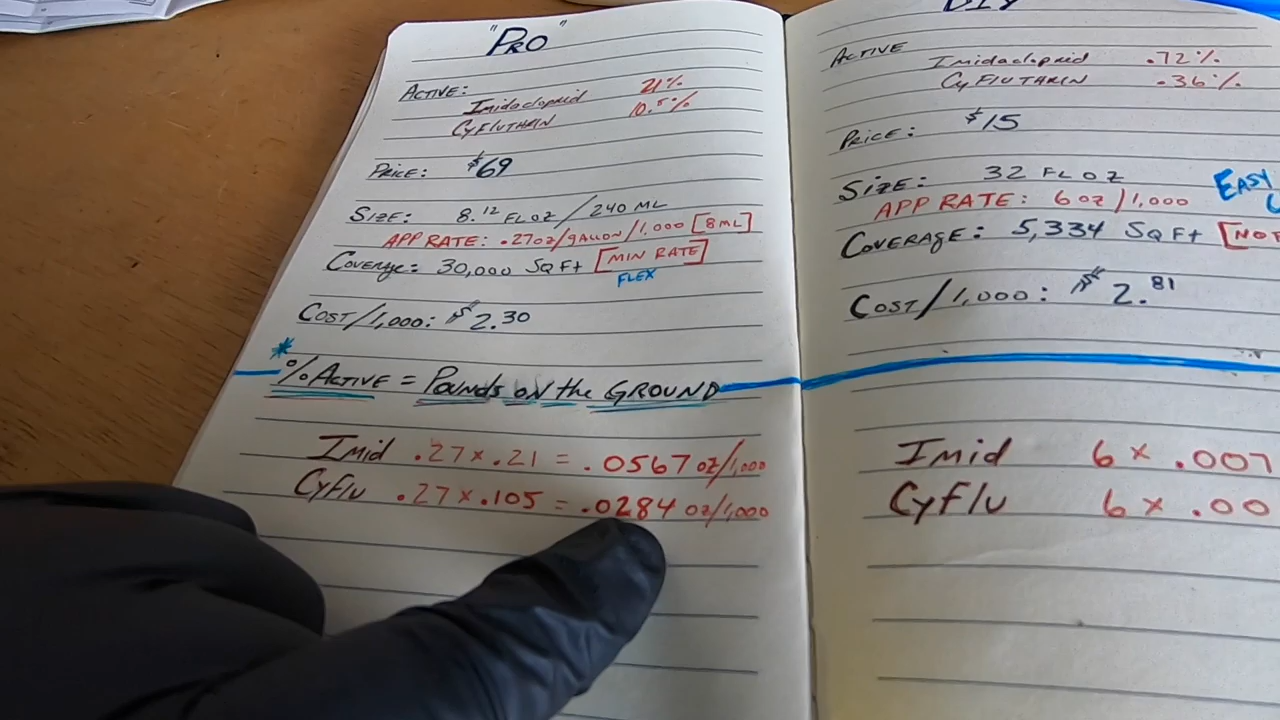 "PRO"
ACTIVE:
Imidacloprid 21%
CYFLUTHRIN 10.5%
PRICE: $69
SIZE: 8.12 FL OZ / 240 ML
APP RATE: .27oz/gALLON/1,000 [8ML]
COVERAge: 30,000 SQ Ft [MIN RATE]
FLEX
COST/1,000: $2.30
*% ACTIVE = POUNDS ON the GROUND
Imid .27 x .21 = .0567 oz/1,000
CyFlu .27 x .105 = .0284 oz/1,000
DIY
ACTIVE
Imidacloprid .72%
CyFLUTHRIN .36%
PRICE: $15
SIZE: 32 FL OZ
EASY
APP RATE: 6 oz/1,000
COVERAGE: 5,334 SQ Ft [NOT
COST/1,000: $2.81
Imid 6 x .007
CyFlu 6 x .00